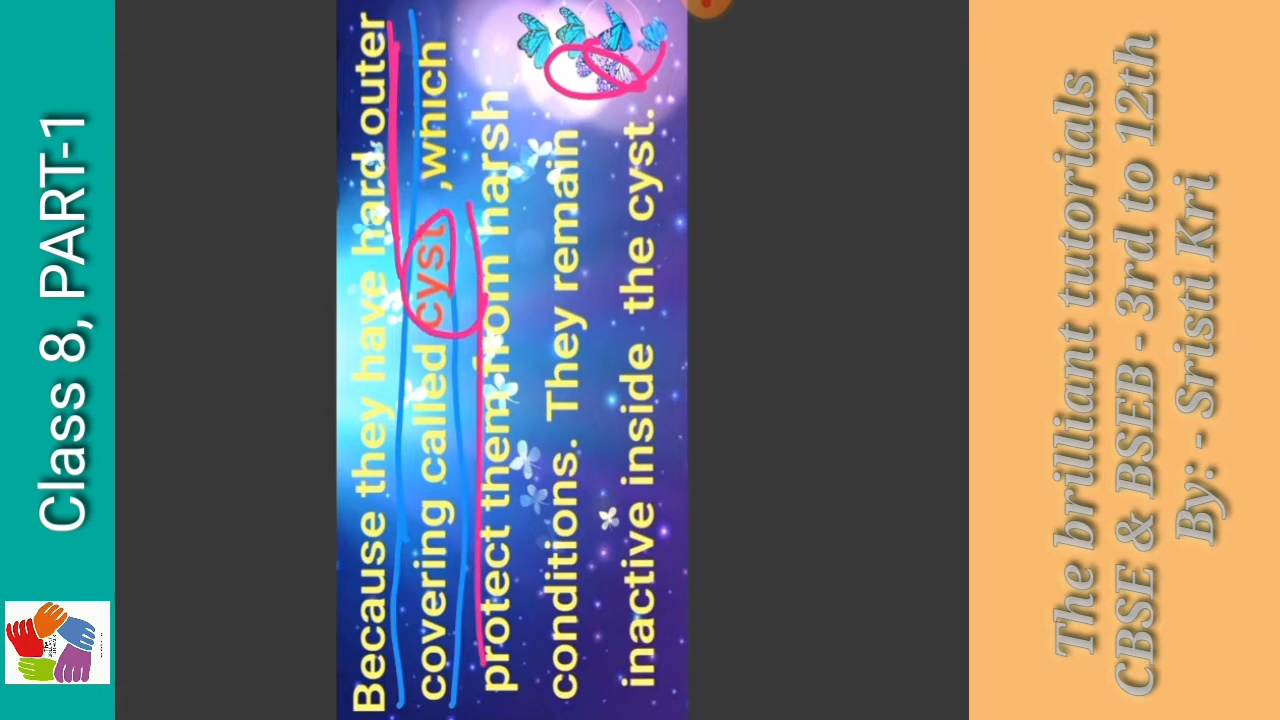 Class 8, PART-1
Because they have hard outer
covering called cyst ,which
protect them from harsh
conditions. They remain
inactive inside the cyst.
The brilliant tutorials
CBSE & BSEB - 3rd to 12th
By: - Sristi Kri